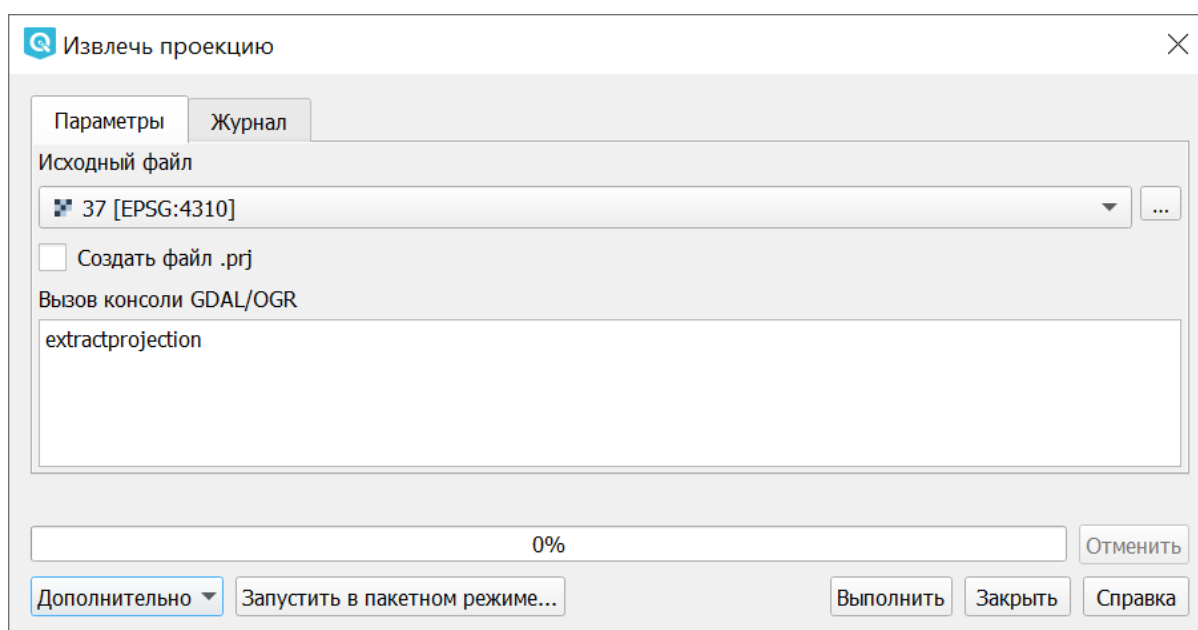 Извлечь проекцию
Параметры
Журнал
Исходный файл
37 [EPSG:4310]
...
Создать файл .prj
Вызов консоли GDAL/OGR
extractprojection
0%
Отменить
Дополнительно
Запустить в пакетном режиме...
Выполнить
Закрыть
Справка